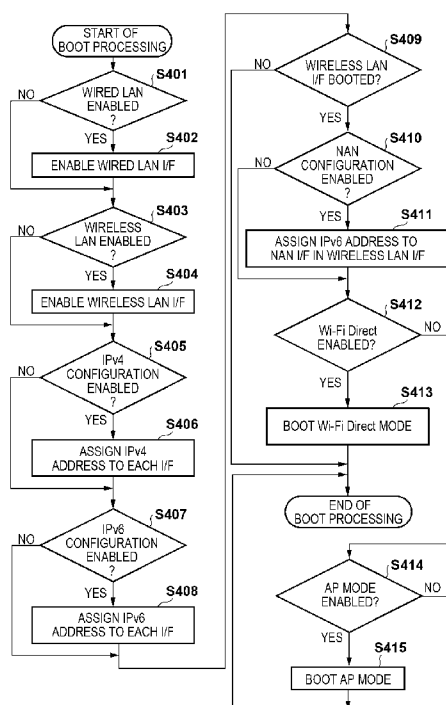 START OF
BOOT PROCESSING
S401
WIRED LAN
ENABLED
?
NO
YES
S402
ENABLE WIRED LAN I/F
S403
WIRELESS
LAN ENABLED
?
NO
YES
S404
ENABLE WIRELESS LAN I/F
S405
IPv4
CONFIGURATION
ENABLED
?
NO
YES
S406
ASSIGN IPv4
ADDRESS TO EACH I/F
S407
IPv6
CONFIGURATION
ENABLED
?
NO
YES
S408
ASSIGN IPv6
ADDRESS TO EACH I/F
S409
WIRELESS LAN
I/F BOOTED?
NO
YES
S410
NAN
CONFIGURATION
ENABLED
?
NO
YES
S411
ASSIGN IPv6 ADDRESS TO
NAN I/F IN WIRELESS LAN I/F
S412
Wi-Fi Direct
ENABLED?
NO
YES
S413
BOOT Wi-Fi Direct MODE
END OF
BOOT PROCESSING
S414
AP MODE
ENABLED?
NO
YES
S415
BOOT AP MODE